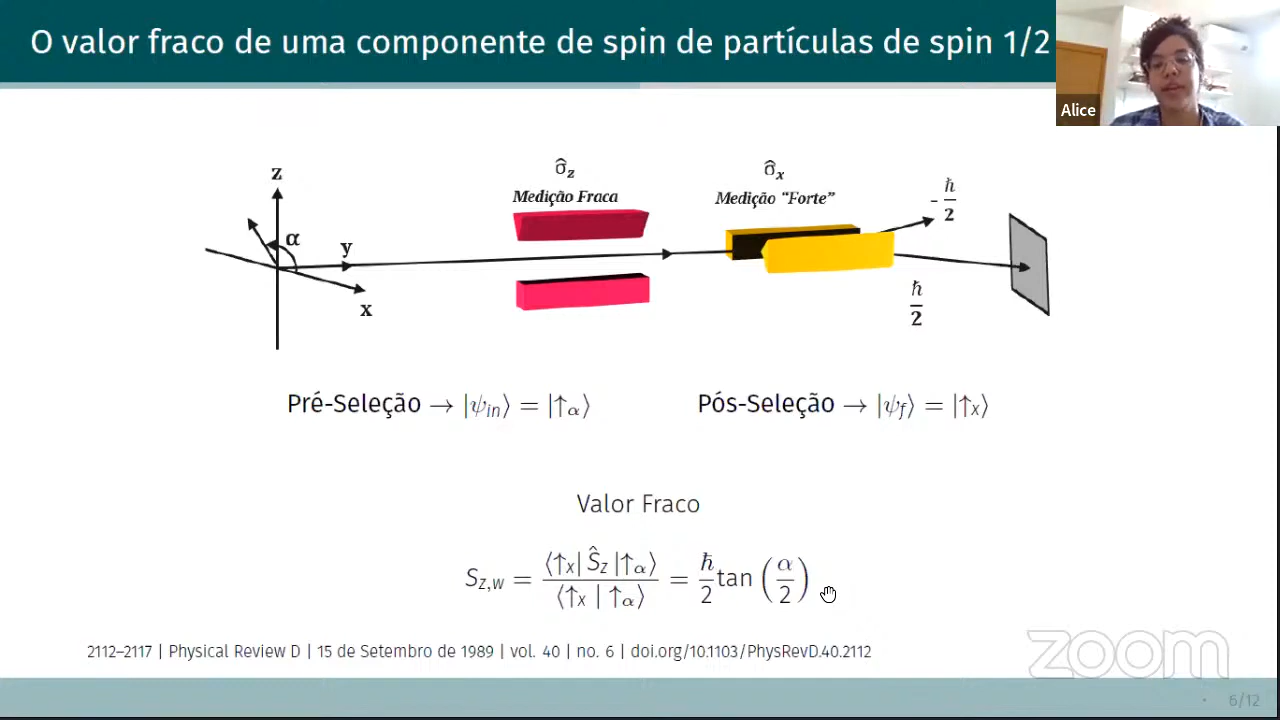 O valor fraco de uma componente de spin de partículas de spin 1/2
Alice
z
α
y
x
σ̂z
Medição Fraca
σ̂x
Medição “Forte”
- ħ/2
ħ/2
Pré-Seleção → |ψin⟩ = |↑α⟩
Pós-Seleção → |ψf⟩ = |↑x⟩
Valor Fraco
Sz,w = ⟨↑x| Ŝz |↑α⟩ / ⟨↑x | ↑α⟩ = ħ/2 tan (α/2)
2112–2117 | Physical Review D | 15 de Setembro de 1989 | vol. 40 | no. 6 | doi.org/10.1103/PhysRevD.40.2112
zoom
6/12